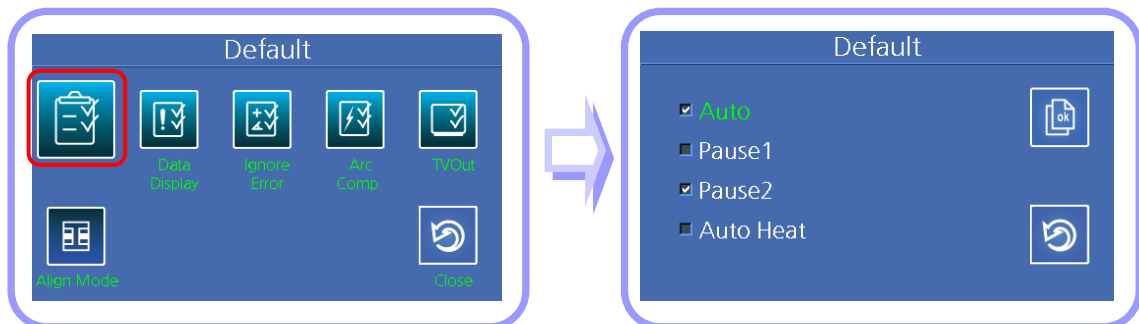 Default
Data
Display
Ignore
Error
Arc
Comp.
TVOut
Align Mode
Close
Default
Auto
Pause1
Pause2
Auto Heat
ok